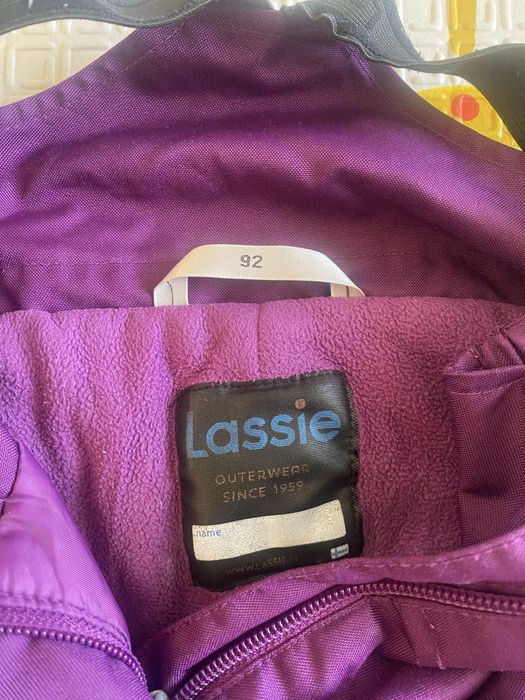 92
Lassie
OUTERWEAR
SINCE 1959
name